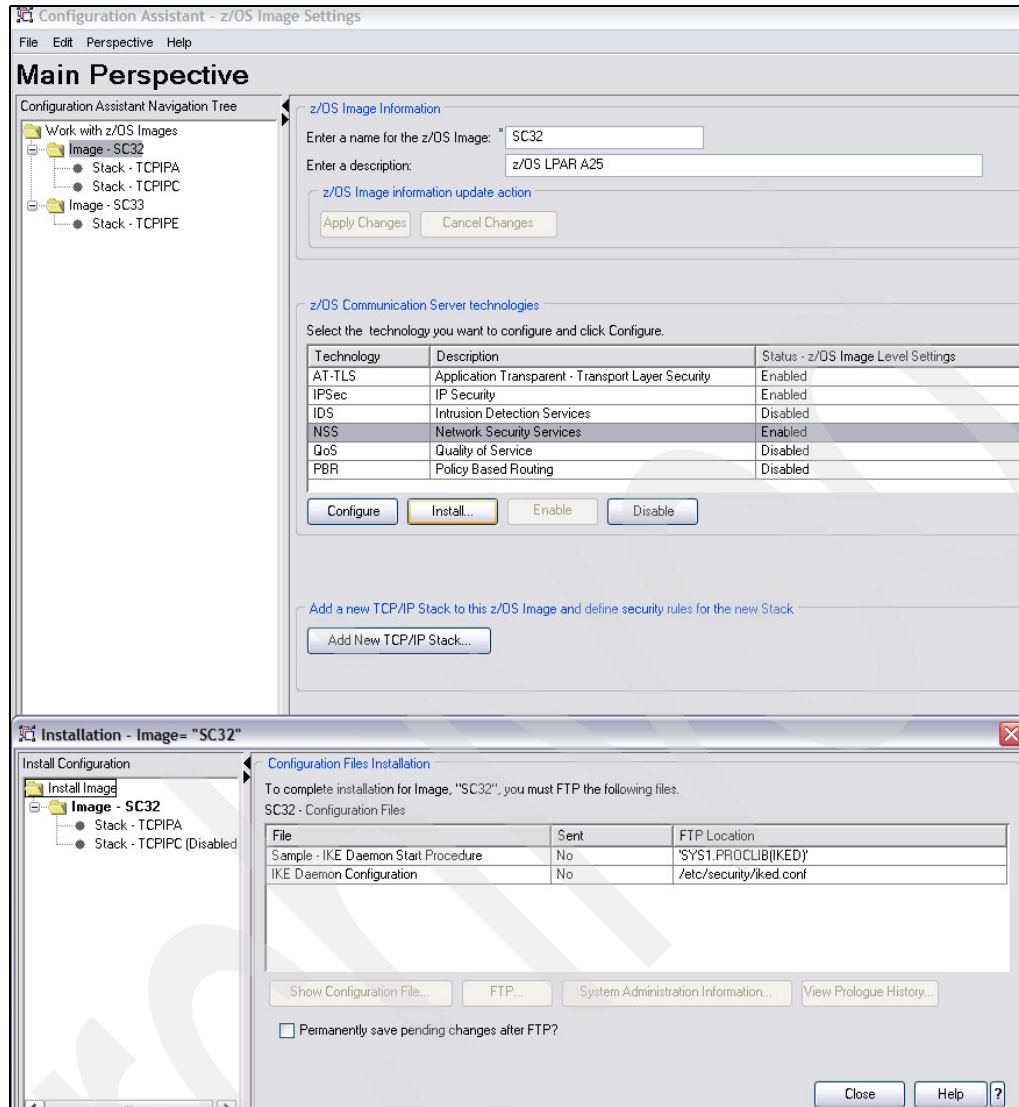 Configuration Assistant - z/OS Image Settings
File Edit Perspective Help
Main Perspective
Configuration Assistant Navigation Tree
Work with z/OS Images
Image - SC32
Stack - TCPIPA
Stack - TCPIPC
Image - SC33
Stack - TCPIPE
z/OS Image Information
Enter a name for the z/OS Image: * SC32
Enter a description: z/OS LPAR A25
z/OS Image information update action
Apply Changes Cancel Changes
z/OS Communication Server technologies
Select the technology you want to configure and click Configure.
Technology Description Status - z/OS Image Level Settings
AT-TLS Application Transparent - Transport Layer Security Enabled
IPSec IP Security Enabled
IDS Intrusion Detection Services Disabled
NSS Network Security Services Enabled
QoS Quality of Service Disabled
PBR Policy Based Routing Disabled
Configure Install... Enable Disable
Add a new TCP/IP Stack to this z/OS Image and define security rules for the new Stack
Add New TCP/IP Stack...
Installation - Image= "SC32"
Install Configuration
Install Image
Image - SC32
Stack - TCPIPA
Stack - TCPIPC (Disabled
Configuration Files Installation
To complete installation for Image, "SC32", you must FTP the following files.
SC32 - Configuration Files
File Sent FTP Location
Sample - IKE Daemon Start Procedure No 'SYS1.PROCLIB(IKED)'
IKE Daemon Configuration No /etc/security/iked.conf
Show Configuration File... FTP... System Administration Information... View Prologue History...
Permanently save pending changes after FTP?
Close Help ?